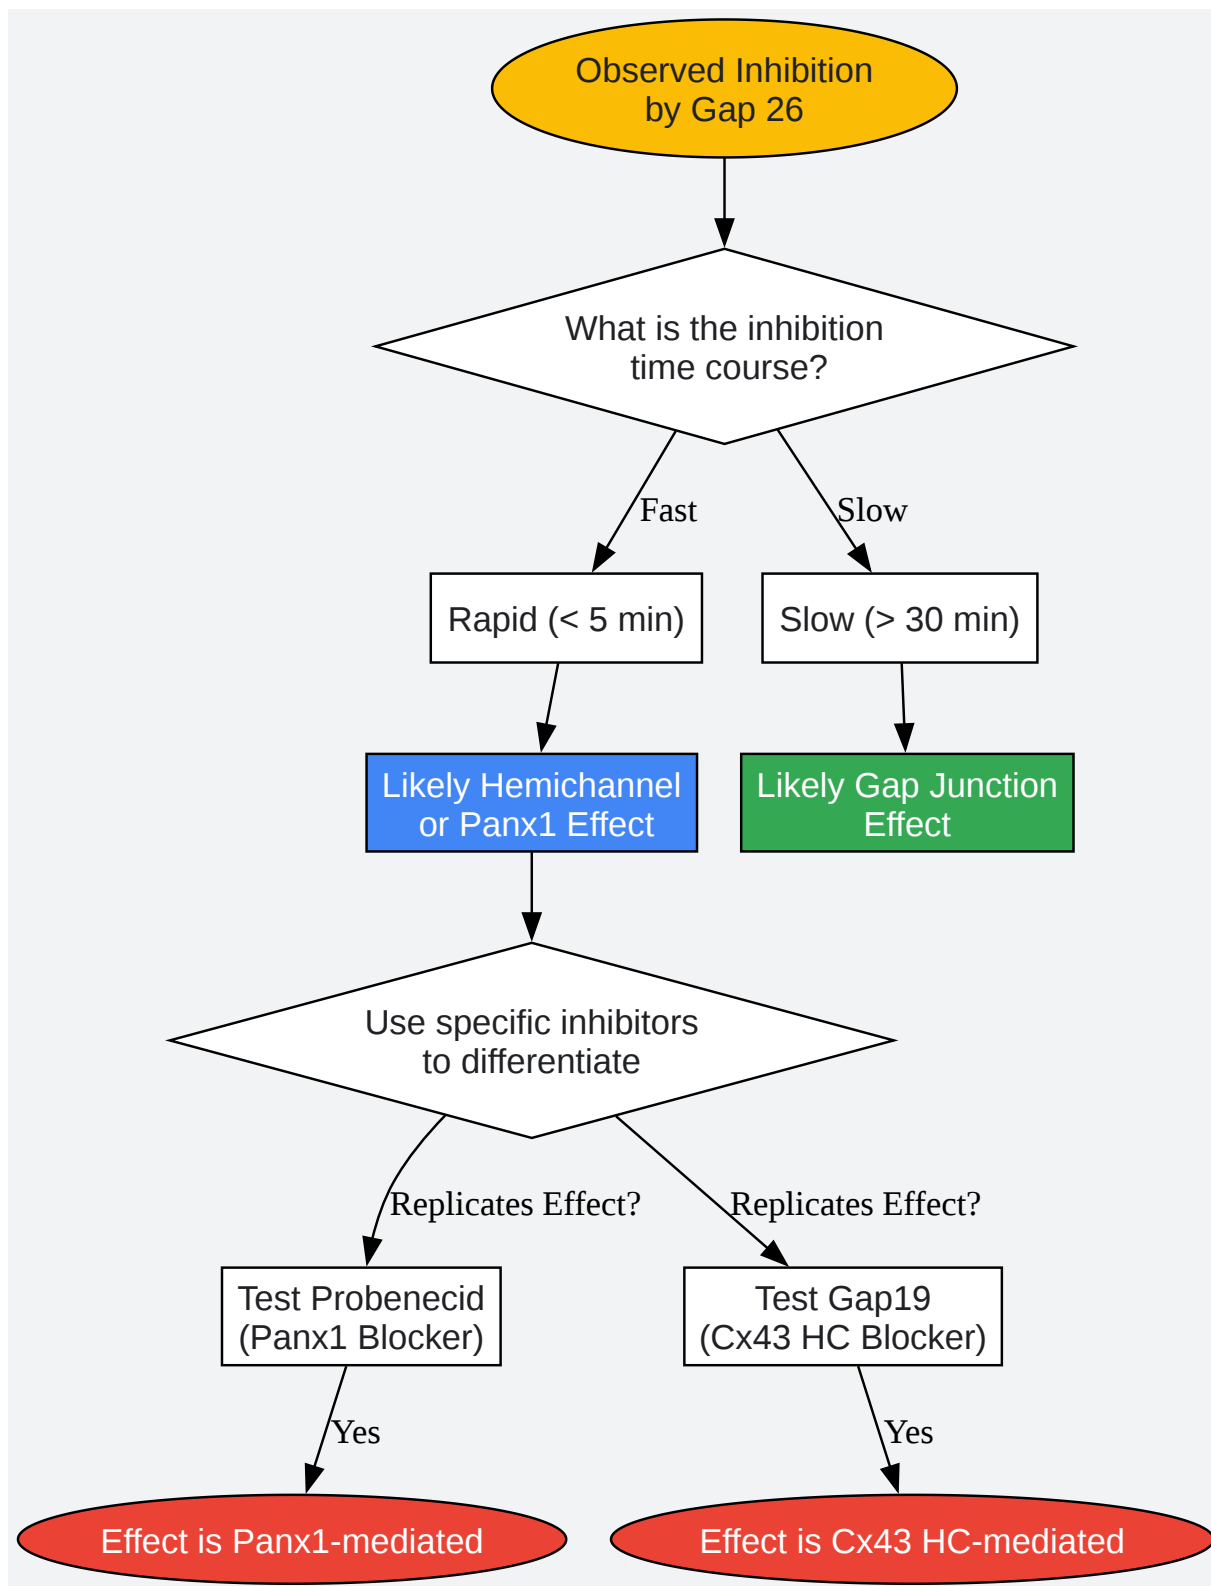 Observed Inhibition
by Gap 26
What is the inhibition
time course?
Fast
Slow
Rapid (< 5 min)
Slow (> 30 min)
Likely Hemichannel
or Panx1 Effect
Likely Gap Junction
Effect
Use specific inhibitors
to differentiate
Replicates Effect?
Replicates Effect?
Test Probenecid
(Panx1 Blocker)
Test Gap19
(Cx43 HC Blocker)
Yes
Yes
Effect is Panx1-mediated
Effect is Cx43 HC-mediated